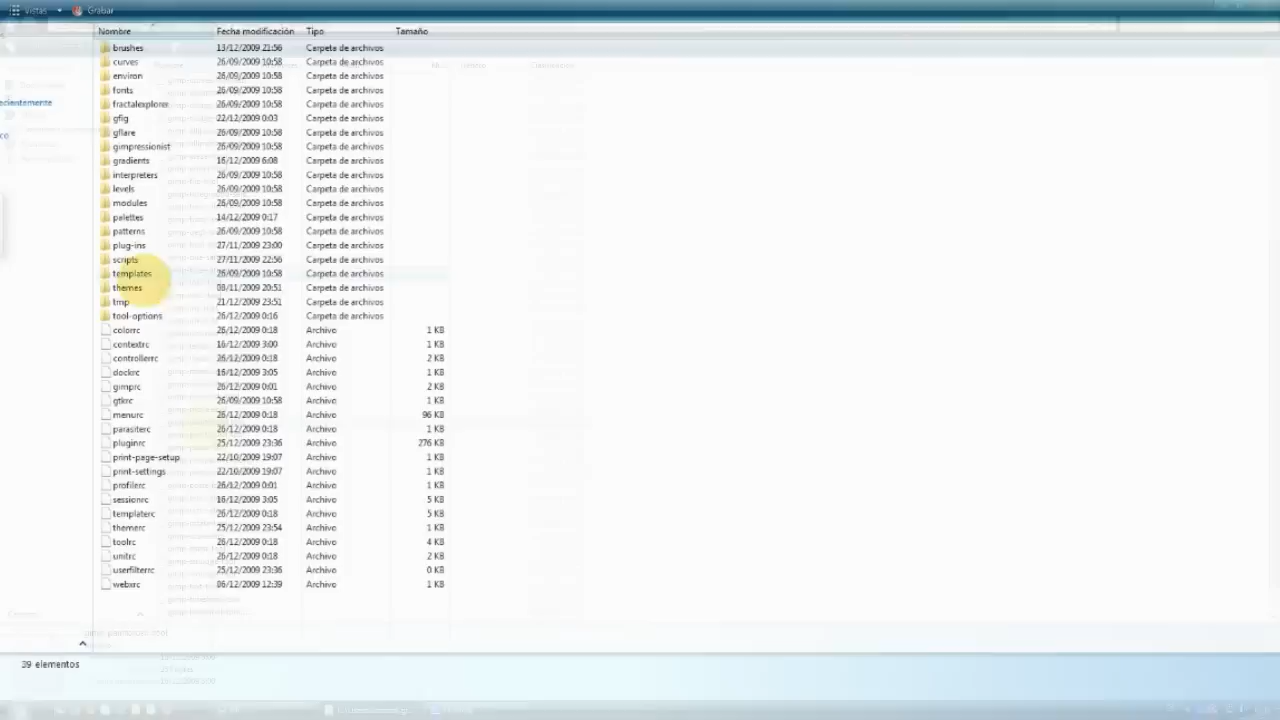 Vistas Grabar
Nombre Fecha modificación Tipo Tamaño
brushes 13/12/2009 21:56 Carpeta de archivos
curves 26/09/2009 10:58 Carpeta de archivos
environ 26/09/2009 10:58 Carpeta de archivos
fonts 26/09/2009 10:58 Carpeta de archivos
fractalexplorer 26/09/2009 10:58 Carpeta de archivos
gfig 22/12/2009 0:03 Carpeta de archivos
gflare 26/09/2009 10:58 Carpeta de archivos
gimpressionist 26/09/2009 10:58 Carpeta de archivos
gradients 16/12/2009 6:08 Carpeta de archivos
interpreters 26/09/2009 10:58 Carpeta de archivos
levels 26/09/2009 10:58 Carpeta de archivos
modules 26/09/2009 10:58 Carpeta de archivos
palettes 14/12/2009 0:17 Carpeta de archivos
patterns 26/09/2009 10:58 Carpeta de archivos
plug-ins 27/11/2009 23:00 Carpeta de archivos
scripts 27/11/2009 22:56 Carpeta de archivos
templates 26/09/2009 10:58 Carpeta de archivos
themes 08/11/2009 20:51 Carpeta de archivos
tmp 21/12/2009 23:51 Carpeta de archivos
tool-options 26/12/2009 0:16 Carpeta de archivos
colorrc 26/12/2009 0:18 Archivo 1 KB
contextrc 16/12/2009 3:00 Archivo 1 KB
controllerrc 26/12/2009 0:18 Archivo 2 KB
dockrc 16/12/2009 3:05 Archivo 1 KB
gimprc 26/12/2009 0:01 Archivo 2 KB
gtkrc 26/09/2009 10:58 Archivo 1 KB
menurc 26/12/2009 0:18 Archivo 96 KB
parasiterc 26/12/2009 0:18 Archivo 1 KB
pluginrc 25/12/2009 23:36 Archivo 276 KB
print-page-setup 22/10/2009 19:07 Archivo 1 KB
print-settings 22/10/2009 19:07 Archivo 1 KB
profilerc 26/12/2009 0:01 Archivo 1 KB
sessionrc 16/12/2009 3:05 Archivo 5 KB
templaterc 26/12/2009 0:18 Archivo 5 KB
themerc 25/12/2009 23:54 Archivo 1 KB
toolrc 26/12/2009 0:18 Archivo 4 KB
unitrc 26/12/2009 0:18 Archivo 2 KB
userfilterrc 25/12/2009 23:36 Archivo 0 KB
webxrc 06/12/2009 12:39 Archivo 1 KB
ecientemente
co
39 elementos